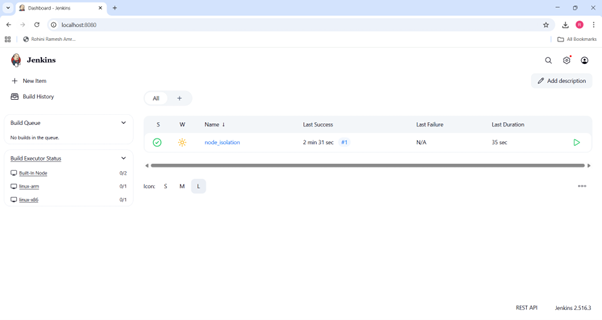 Dashboard - Jenkins
localhost:8080
Rohini Ramesh Aire...
All Bookmarks
Jenkins
New Item
Add description
Build History
All +
Build Queue
No builds in the queue.
S W Name ↓ Last Success Last Failure Last Duration
node_isolation 2 min 31 sec #1 N/A 35 sec
Build Executor Status
Built-In Node 0/2
linux-arm 0/1
linux-x86 0/1
Icon: S M L
REST API Jenkins 2.516.3